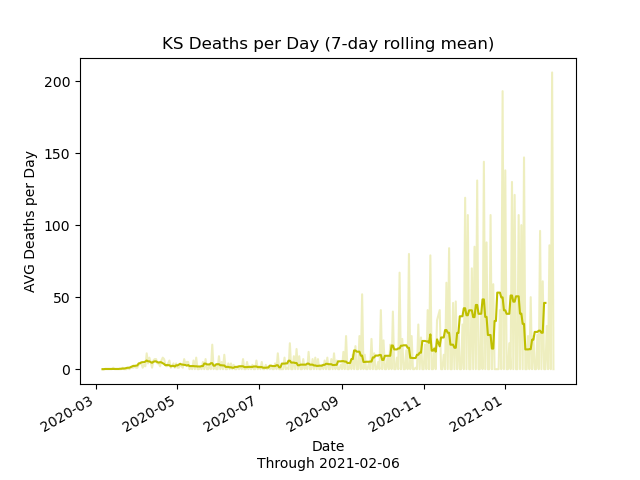 KS Deaths per Day (7-day rolling mean)
AVG Deaths per Day
200
150
100
50
0
2020-03
2020-05
2020-07
2020-09
2020-11
2021-01
Date
Through 2021-02-06